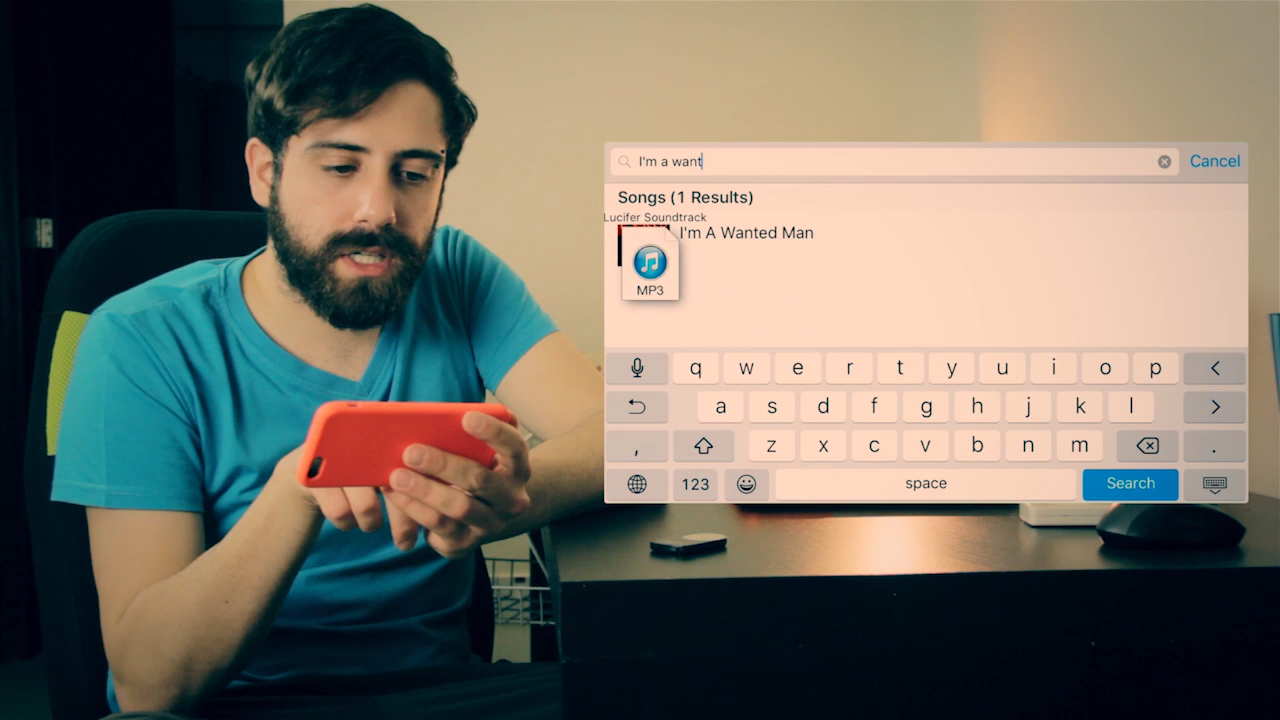 I'm a want
Cancel
Songs (1 Results)
Lucifer Soundtrack
I'm A Wanted Man
MP3
q w e r t y u i o p <
a s d f g h j k l >
, z x c v b n m .
123 space Search